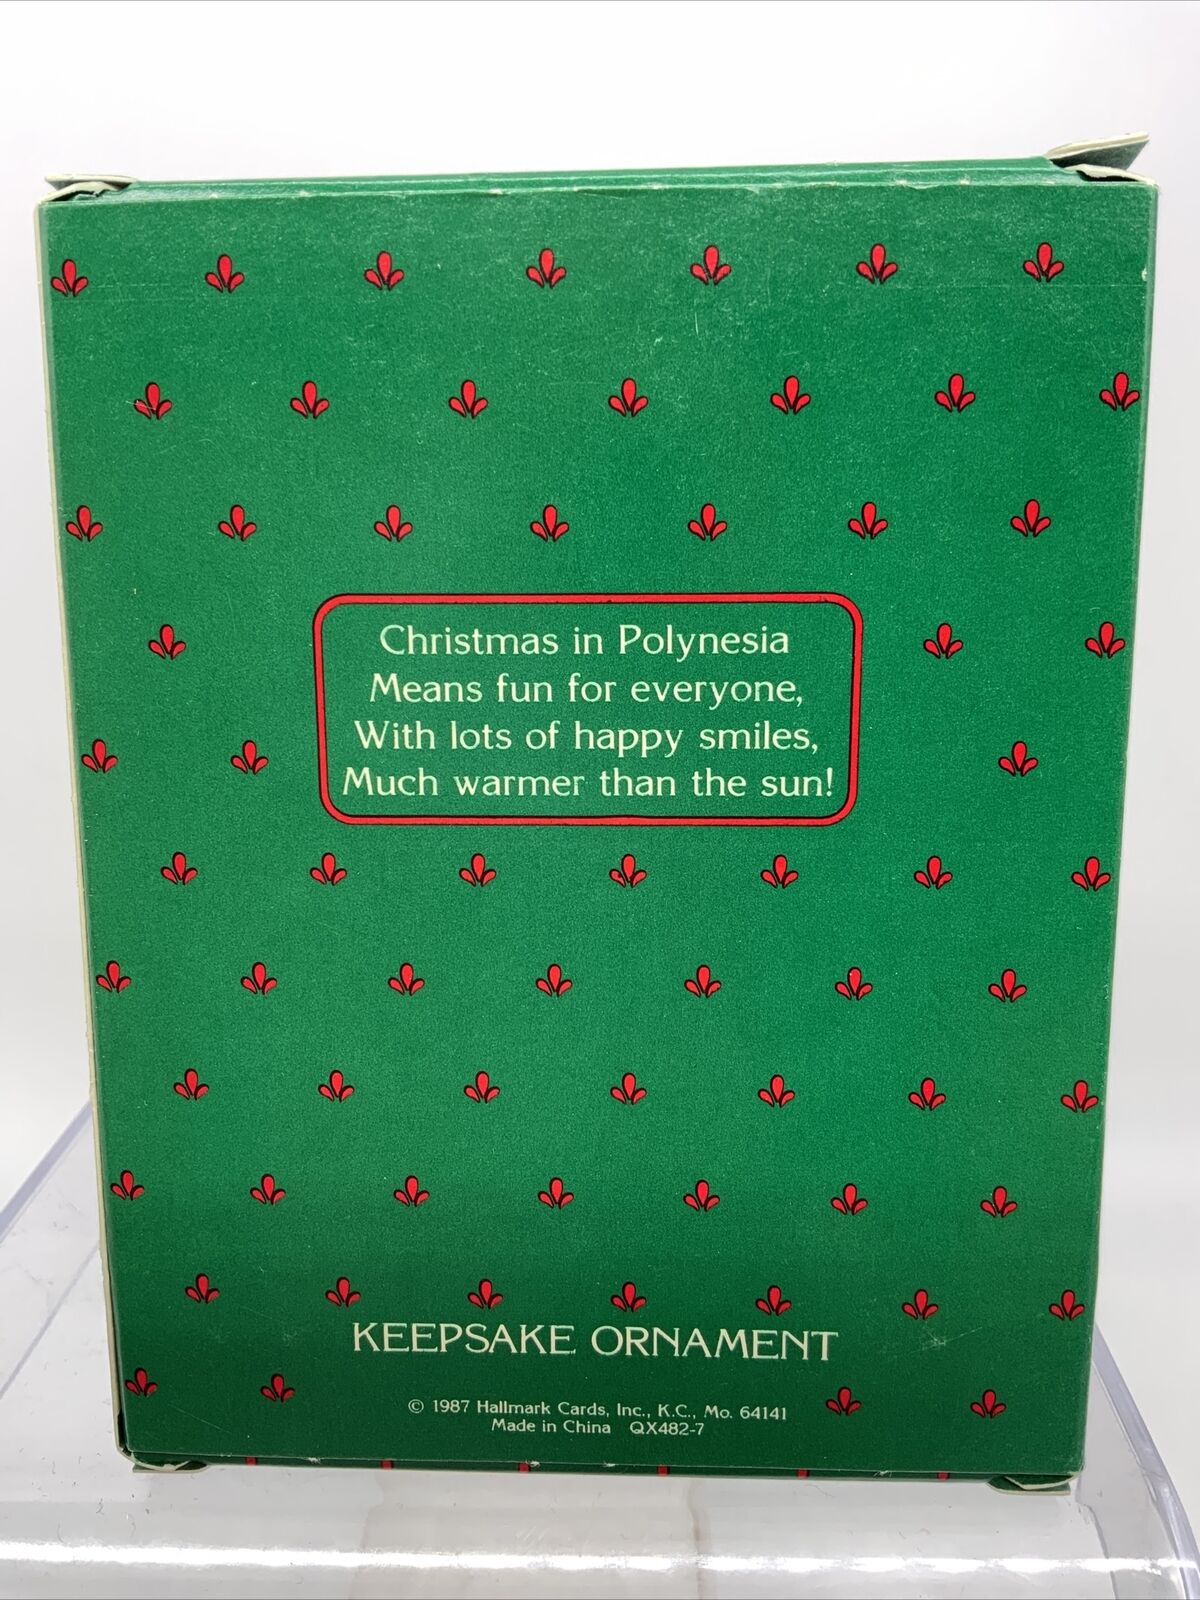 Christmas in Polynesia
Means fun for everyone,
With lots of happy smiles,
Much warmer than the sun!
KEEPSAKE ORNAMENT
© 1987 Hallmark Cards, Inc., K.C., Mo. 64141
Made in China QX482-7